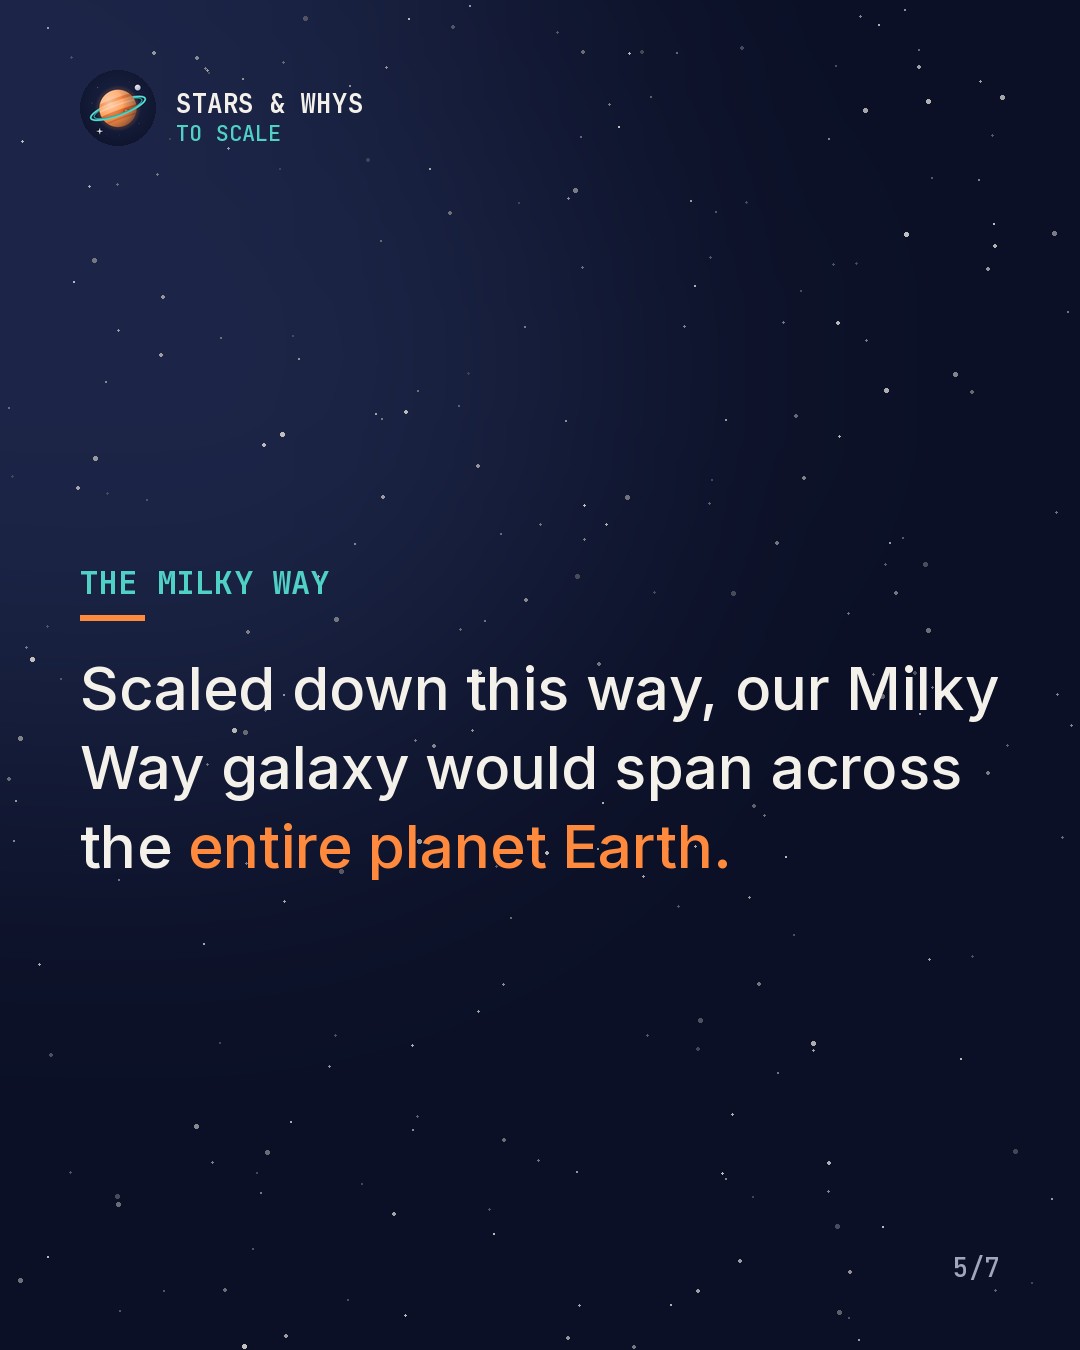 STARS & WHYS
TO SCALE
THE MILKY WAY
Scaled down this way, our Milky
Way galaxy would span across
the entire planet Earth.
5/7